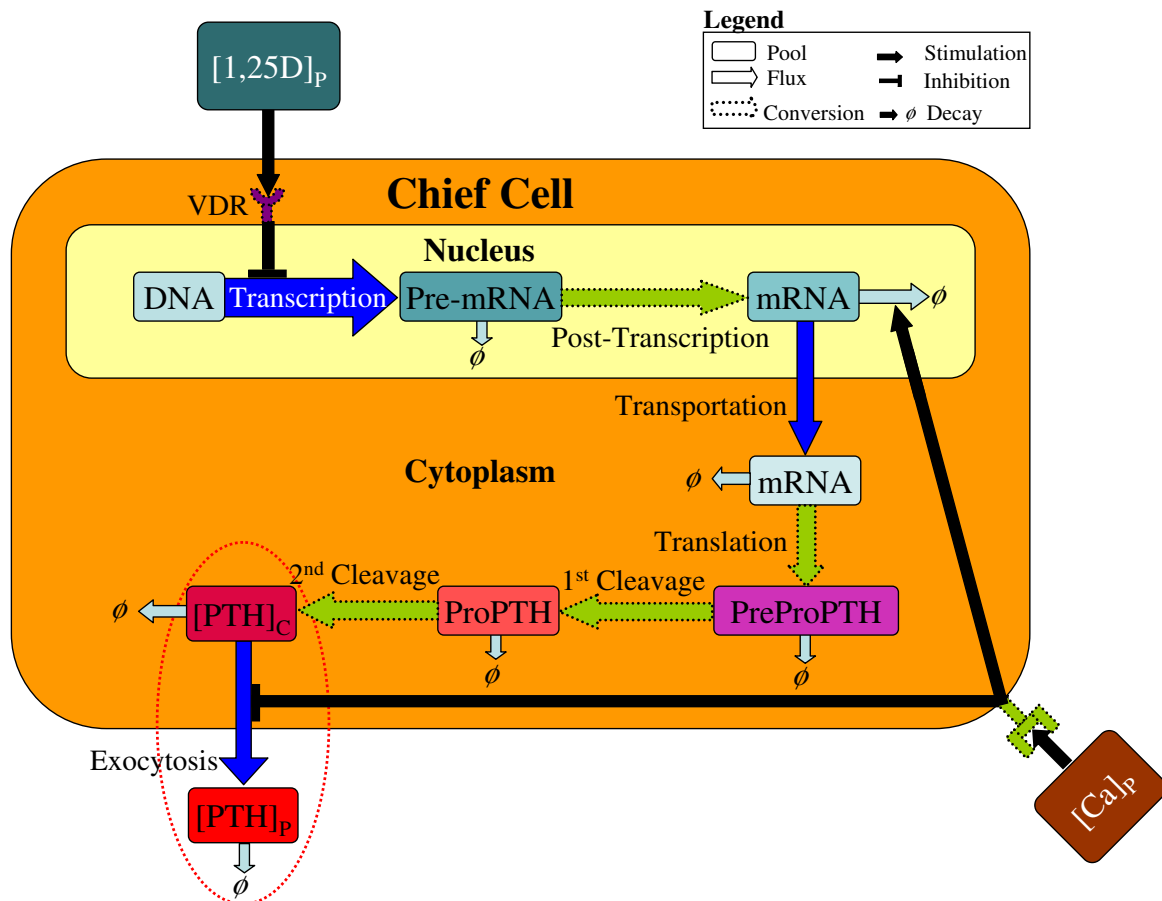 Legend
Pool
Stimulation
Flux
Inhibition
Conversion
ϕ Decay
[1,25D]P
Chief Cell
VDR
Nucleus
DNA
Transcription
Pre-mRNA
mRNA
ϕ
ϕ
Post-Transcription
Transportation
Cytoplasm
ϕ
mRNA
Translation
2nd Cleavage
1st Cleavage
ϕ
[PTH]C
ProPTH
PreProPTH
ϕ
ϕ
Exocytosis
[PTH]P
[Ca]P
ϕ